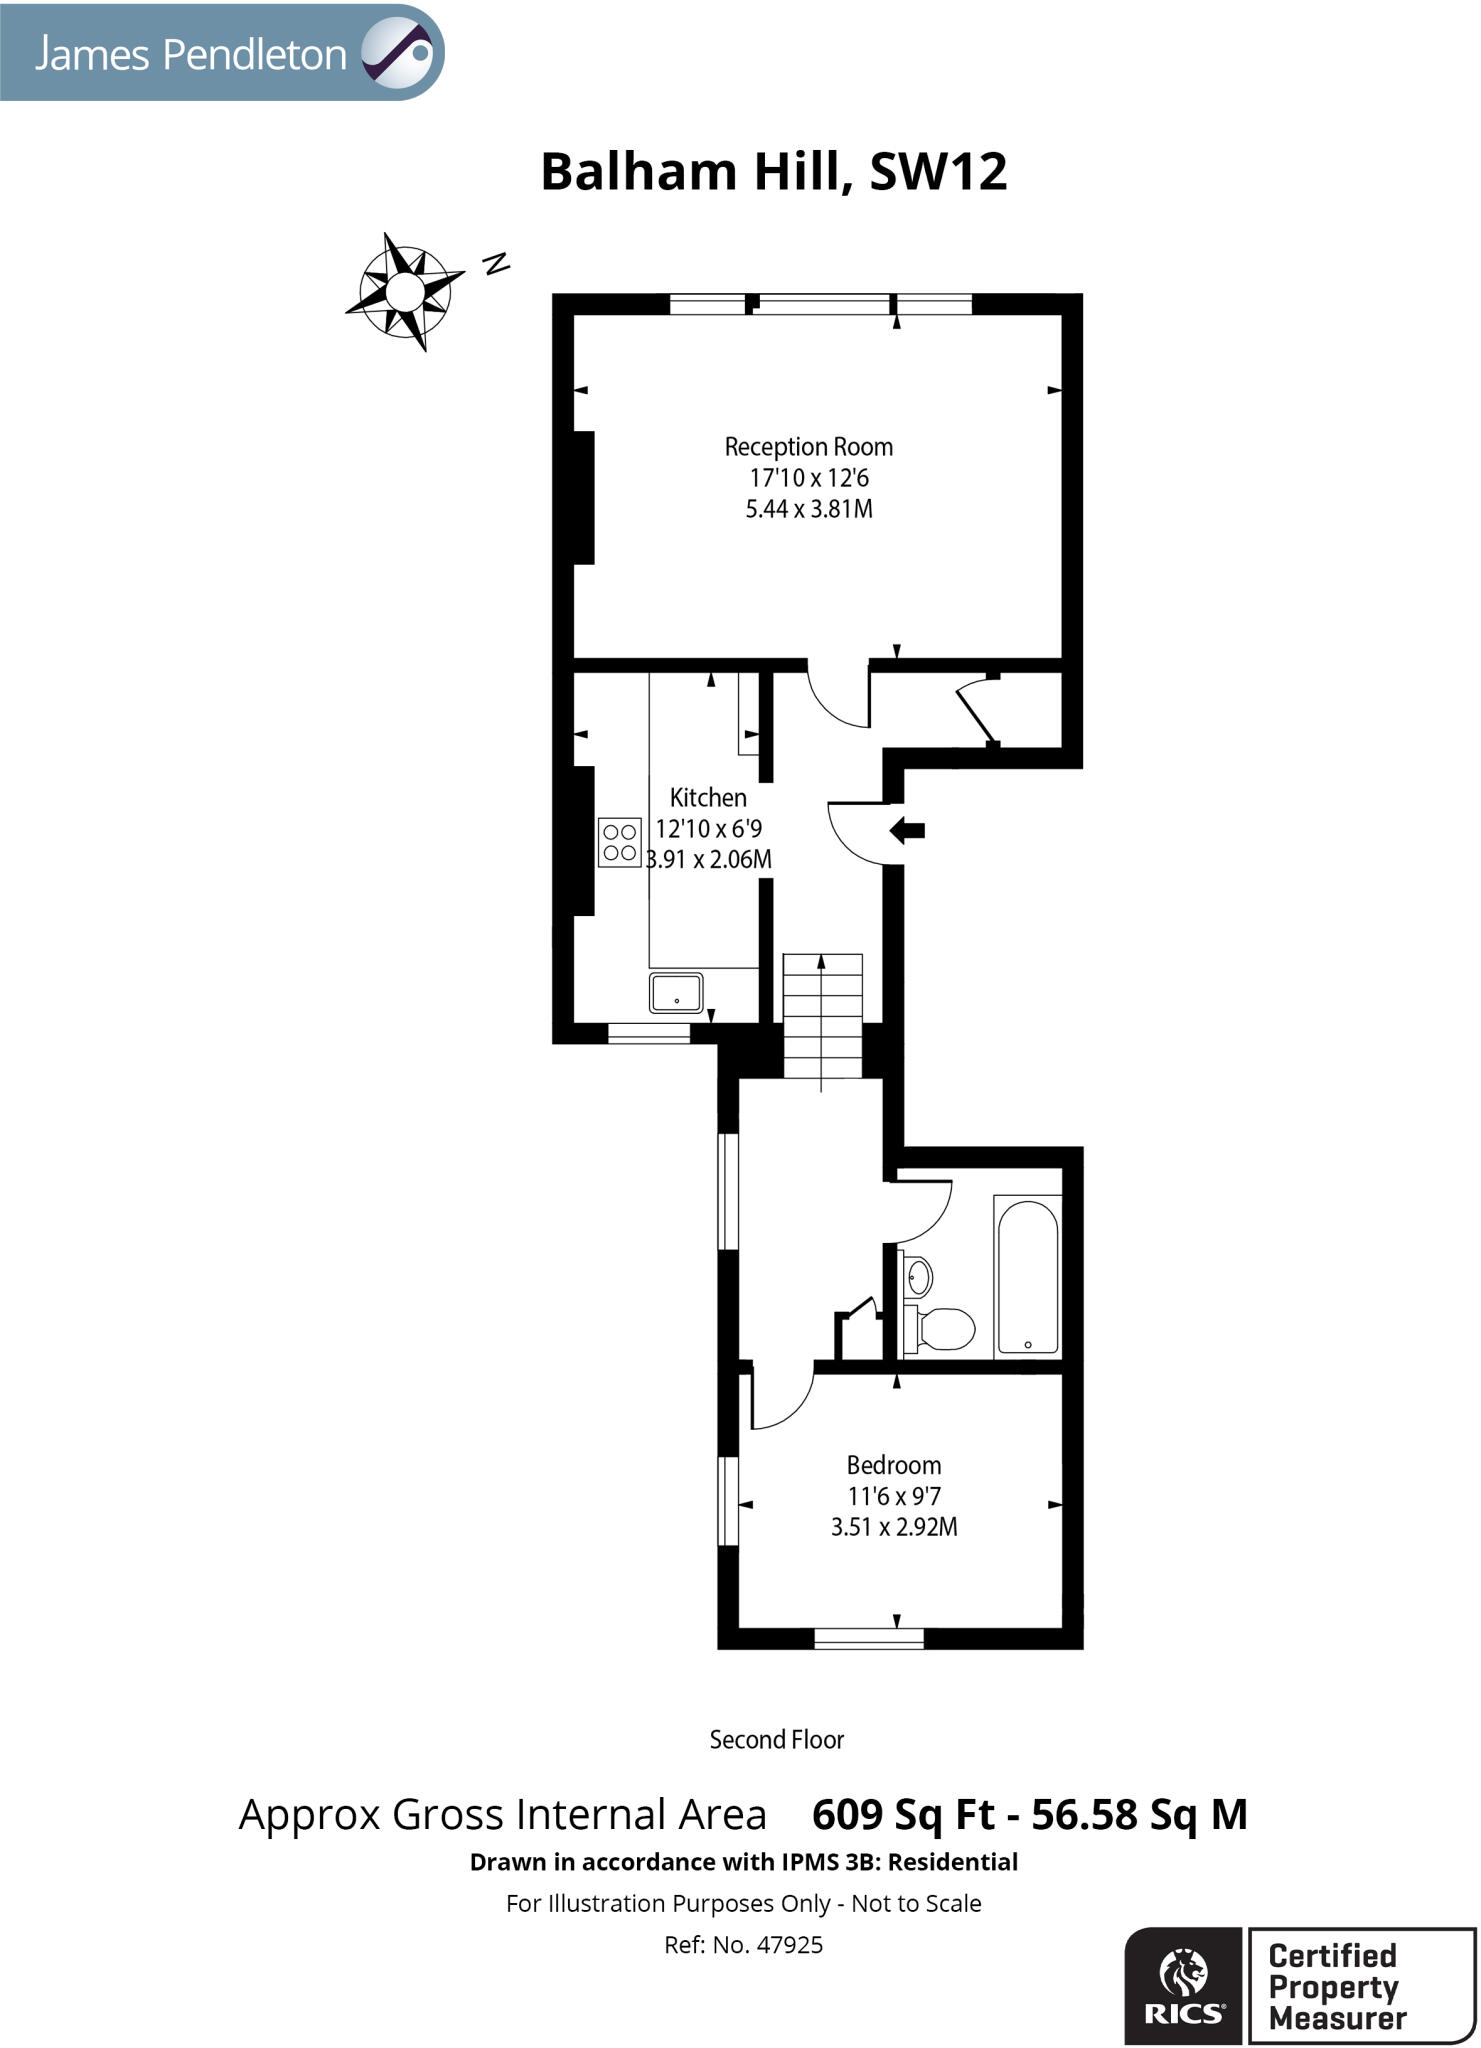 James Pendleton
Balham Hill, SW12
N
Reception Room
17'10 x 12'6
5.44 x 3.81M
Kitchen
12'10 x 6'9
3.91 x 2.06M
Bedroom
11'6 x 9'7
3.51 x 2.92M
Second Floor
Approx Gross Internal Area 609 Sq Ft - 56.58 Sq M
Drawn in accordance with IPMS 3B: Residential
For Illustration Purposes Only - Not to Scale
Ref: No. 47925
RICS®
Certified
Property
Measurer